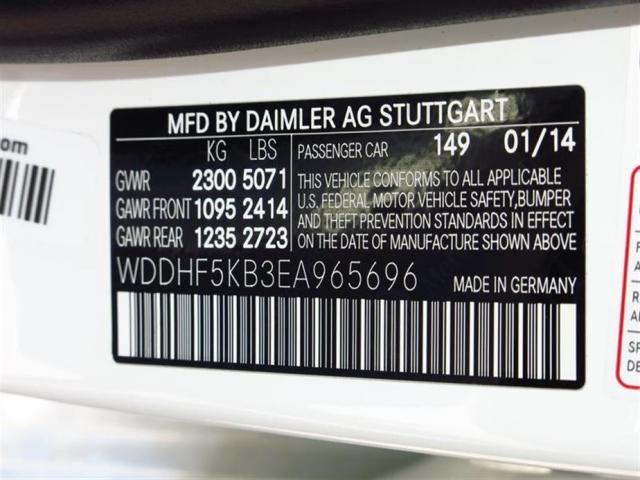 MFD BY DAIMLER AG STUTTGART
KG LBS
GVWR 2300 5071
GAWR FRONT 1095 2414
GAWR REAR 1235 2723
PASSENGER CAR 149 01/14
THIS VEHICLE CONFORMS TO ALL APPLICABLE
U.S. FEDERAL MOTOR VEHICLE SAFETY,BUMPER
AND THEFT PREVENTION STANDARDS IN EFFECT
ON THE DATE OF MANUFACTURE SHOWN ABOVE
WDDHF5KB3EA965696 MADE IN GERMANY